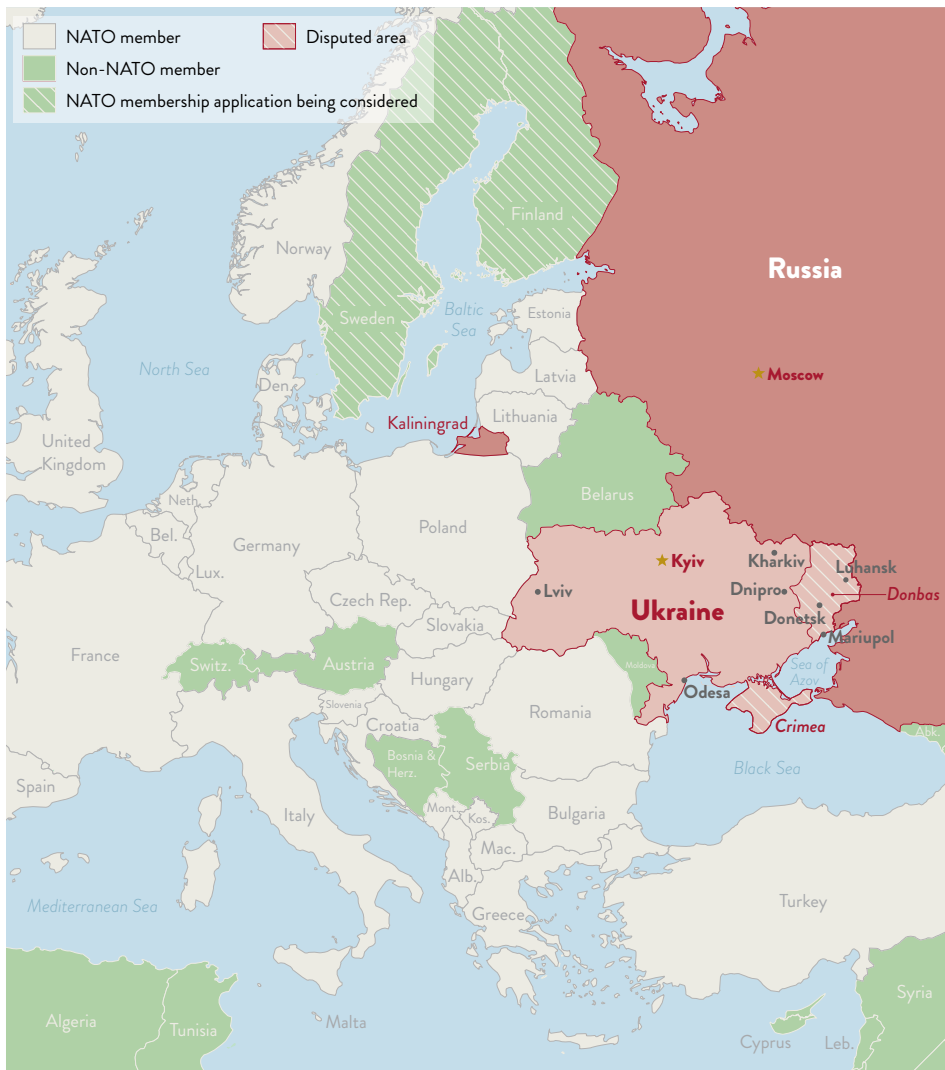 NATO member
Disputed area
Non-NATO member
NATO membership application being considered
Finland
Norway
Russia
Baltic
Sea
Estonia
Sweden
North Sea
Moscow
Latvia
Den.
Lithuania
Kaliningrad
United
Kingdom
Neth.
Belarus
Poland
Bel.
Germany
Kharkiv
Kyiv
Luhansk
Lux.
Lviv
Dnipro
Donbas
Czech Rep.
Ukraine
Donetsk
Slovakia
Mariupol
France
Switz.
Austria
Moldova
Sea of
Azov
Hungary
Odesa
Slovenia
Romania
Croatia
Crimea
Abk.
Bosnia &
Herz.
Serbia
Black Sea
Spain
Mont.
Italy
Kos.
Bulgaria
Mac.
Alb.
Turkey
Mediterranean Sea
Greece
Syria
Algeria
Malta
Tunisia
Cyprus
Leb.